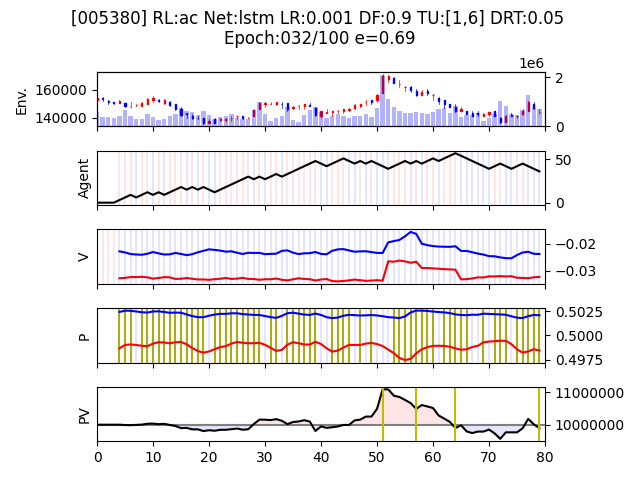 [005380] RL:ac Net:lstm LR:0.001 DF:0.9 TU:[1,6] DRT:0.05
Epoch:032/100 e=0.69
1e6
Env.
160000
140000
2
0
Agent
50
0
V
−0.02
−0.03
P
0.5025
0.5000
0.4975
PV
11000000
10000000
0 10 20 30 40 50 60 70 80